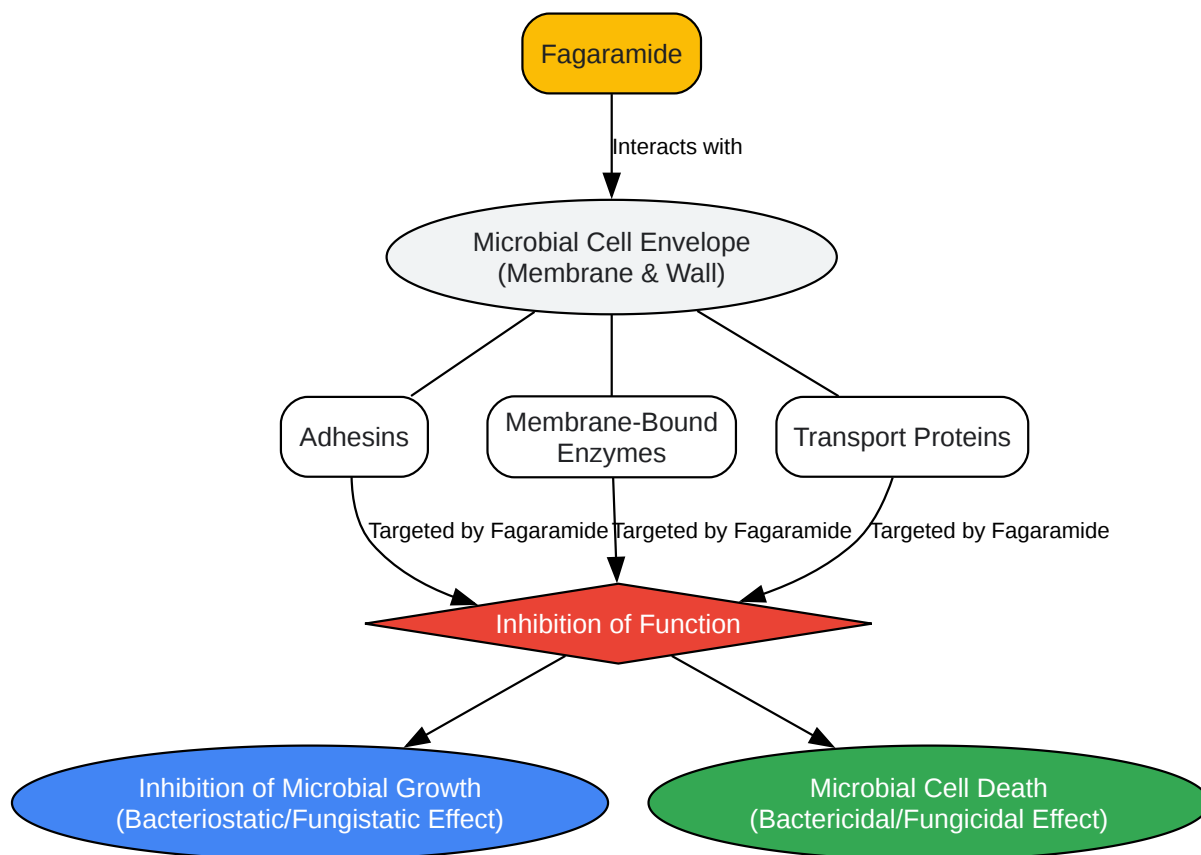 Fagaramide
Interacts with
Microbial Cell Envelope
(Membrane & Wall)
Adhesins
Membrane-Bound
Enzymes
Transport Proteins
Targeted by Fagaramide
Targeted by Fagaramide
Targeted by Fagaramide
Inhibition of Function
Inhibition of Microbial Growth
(Bacteriostatic/Fungistatic Effect)
Microbial Cell Death
(Bactericidal/Fungicidal Effect)